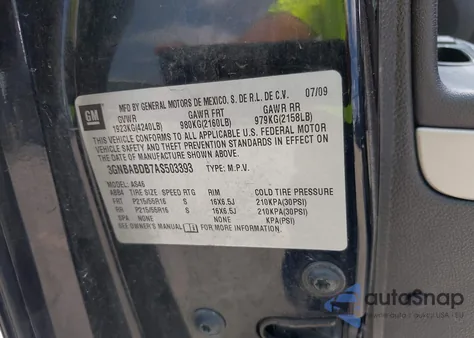 GM
MFD BY GENERAL MOTORS DE MEXICO, S. DE R.L. DE C.V. 07/09
GVWR GAWR FRT GAWR RR
1923KG(4240LB) 980KG(2160LB) 979KG(2158LB)
THIS VEHICLE CONFORMS TO ALL APPLICABLE U.S. FEDERAL MOTOR
VEHICLE SAFETY, BUMPER, AND THEFT PREVENTION STANDARDS
IN EFFECT ON THE DATE OF MANUFACTURE SHOWN ABOVE.
3GNBABDB7AS503393 TYPE: M.P.V.
MODEL: AS46
ABB4 TIRE SIZE SPEED RTG RIM COLD TIRE PRESSURE
FRT P215/55R16 S 16X6.5J 210KPA(30PSI)
RR P215/55R16 S 16X6.5J 210KPA(30PSI)
SPA NONE NONE KPA(PSI)
SEE OWNER'S MANUAL FOR MORE INFORMATION.
autoSnap